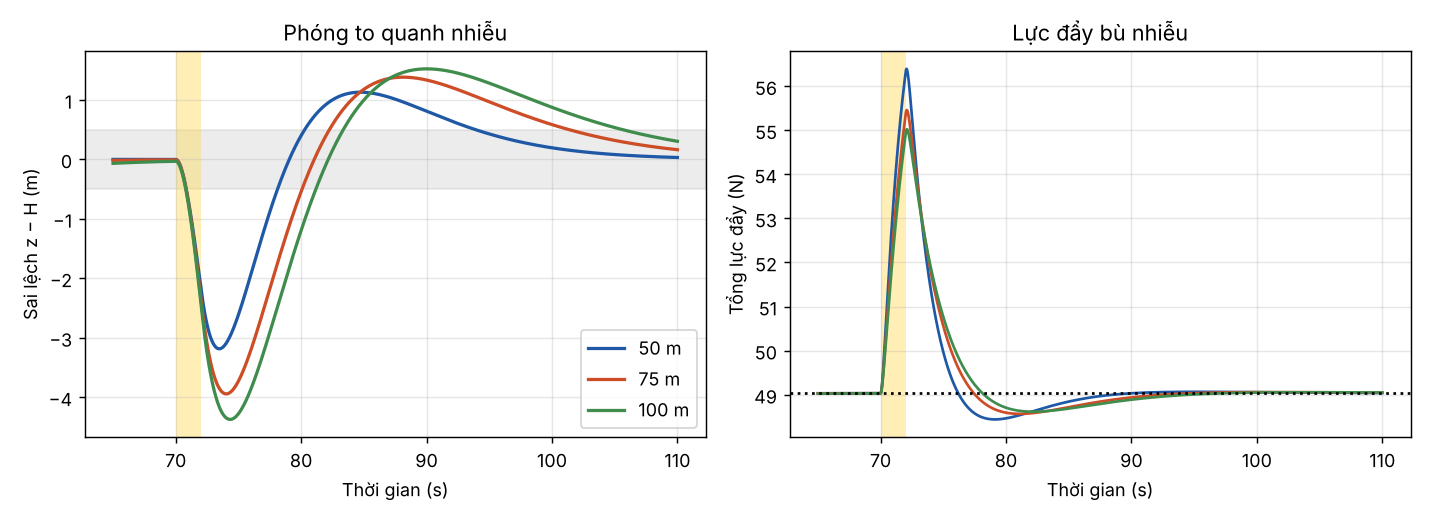 Phóng to quanh nhiễu
Sai lệch z − H (m)
1
0
−1
−2
−3
−4
70
80
90
100
110
Thời gian (s)
50 m
75 m
100 m
Lực đẩy bù nhiễu
Tổng lực đẩy (N)
56
55
54
53
52
51
50
49
70
80
90
100
110
Thời gian (s)